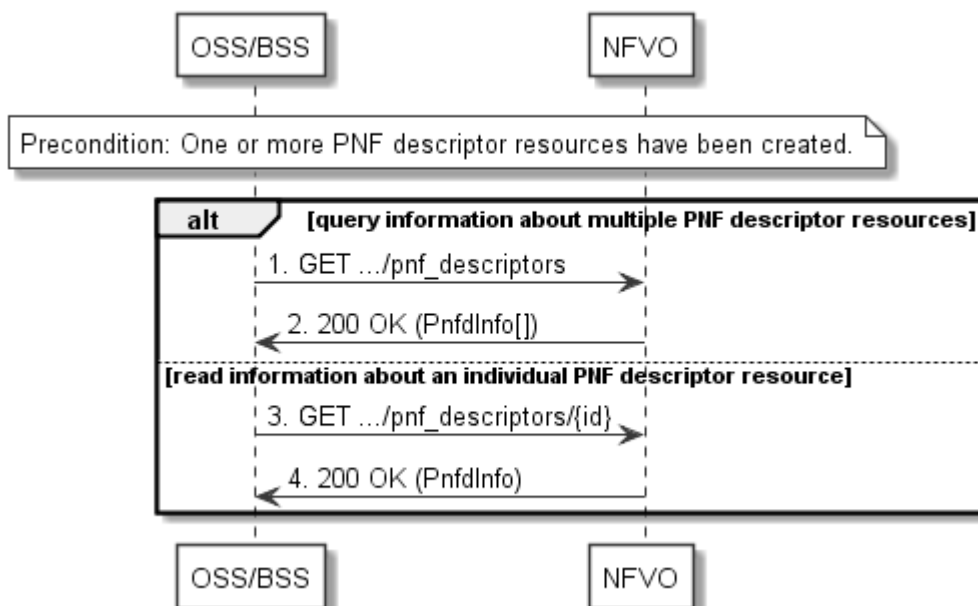 OSS/BSS
NFVO
Precondition: One or more PNF descriptor resources have been created.
alt
[query information about multiple PNF descriptor resources]
1. GET .../pnf_descriptors
2. 200 OK (PnfdInfo[])
[read information about an individual PNF descriptor resource]
3. GET .../pnf_descriptors/{id}
4. 200 OK (PnfdInfo)
OSS/BSS
NFVO